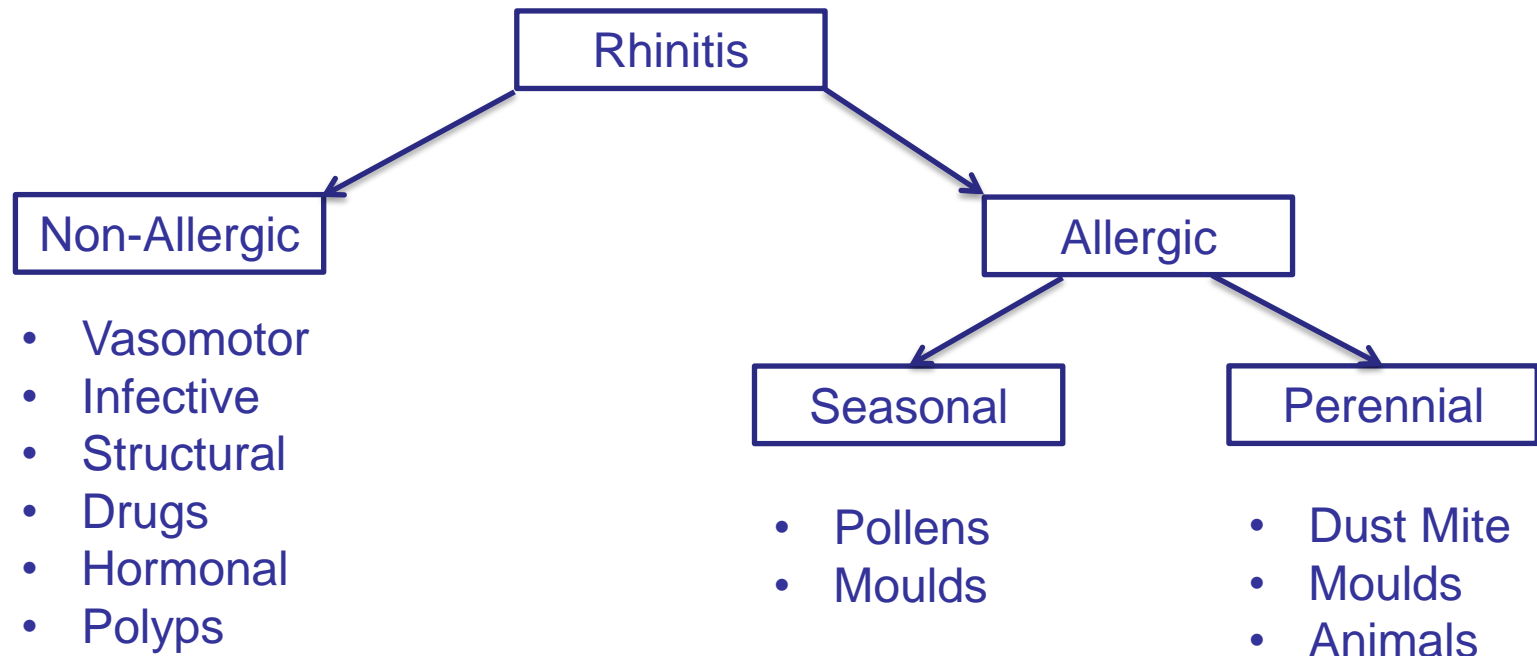 Rhinitis
Non-Allergic
• Vasomotor
• Infective
• Structural
• Drugs
• Hormonal
• Polyps
Allergic
Seasonal
• Pollens
• Moulds
Perennial
• Dust Mite
• Moulds
• Animals